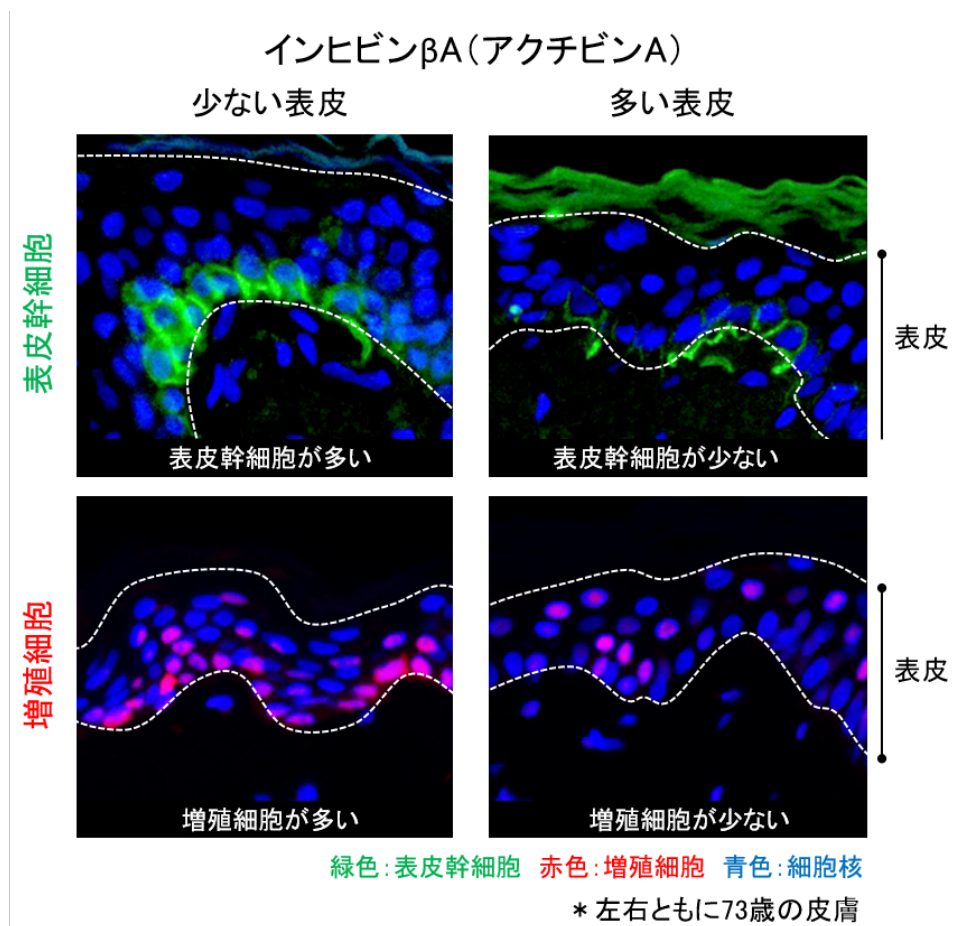 インヒビンβA（アクチビンA）
少ない表皮
多い表皮
表皮幹細胞
表皮幹細胞が多い
表皮幹細胞が少ない
表皮
増殖細胞
増殖細胞が多い
増殖細胞が少ない
表皮
緑色：表皮幹細胞 赤色：増殖細胞 青色：細胞核
＊左右ともに73歳の皮膚